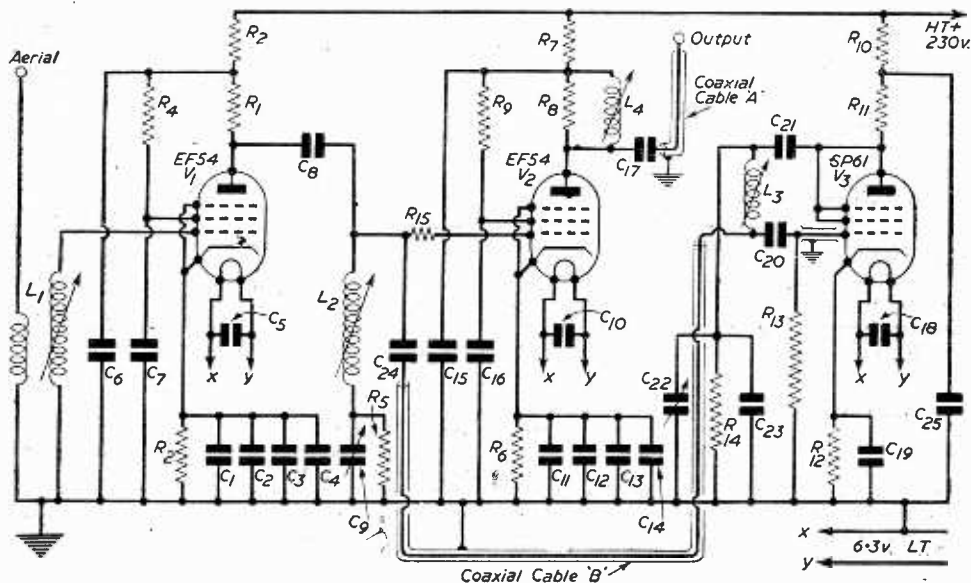 R2
R7
Output
HT+
230v.
R10
Aerial
R4
R1
R9
R8
L4
Coaxial
Cable 'A'
R11
C8
C17
C21
EF54
V1
EF54
V2
SP61
V3
L3
R15
C20
L1
L2
R13
C5
C10
C18
C6
C7
C24
C15
C16
C22
x
y
x
y
x
y
R5
R14
C23
C25
R2
C1
C2
C3
C4
R6
C11
C12
C13
R12
C19
C9
C14
x
6·3v. LT
y
Coaxial Cable 'B'